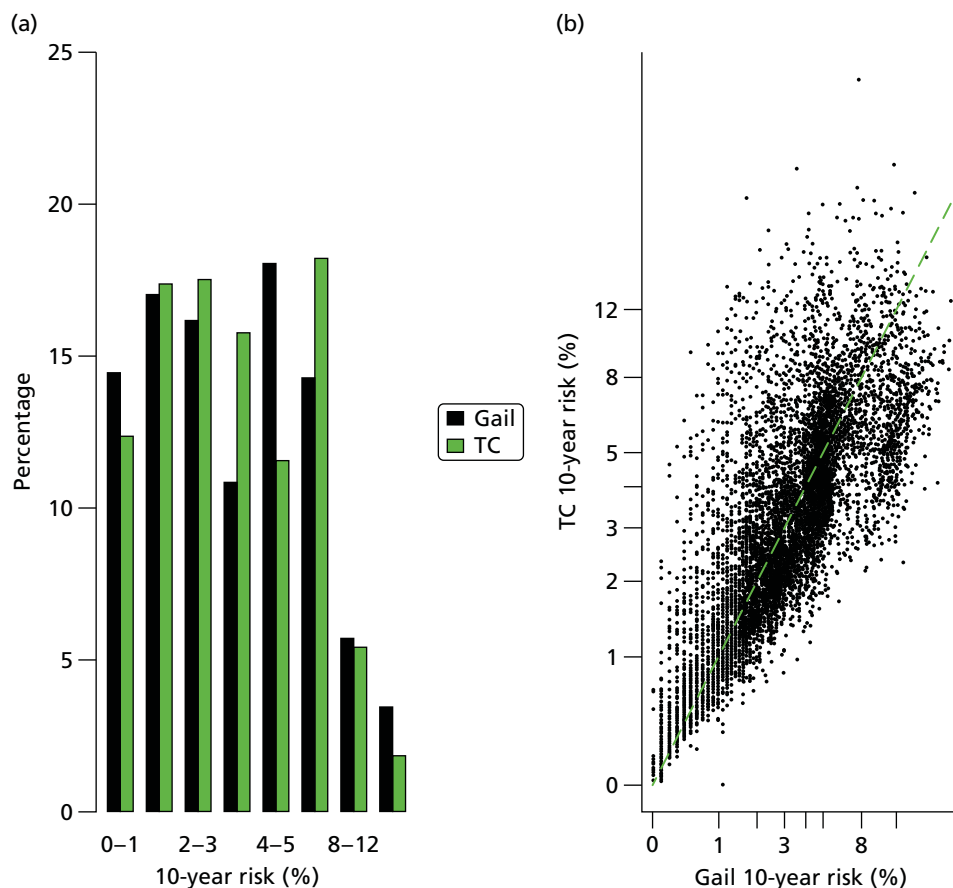 (a)
25
20
15
10
5
0
Percentage
0–1
2–3
4–5
8–12
10-year risk (%)
Gail
TC
(b)
12
8
5
3
2
1
0
TC 10-year risk (%)
0
1
3
8
Gail 10-year risk (%)